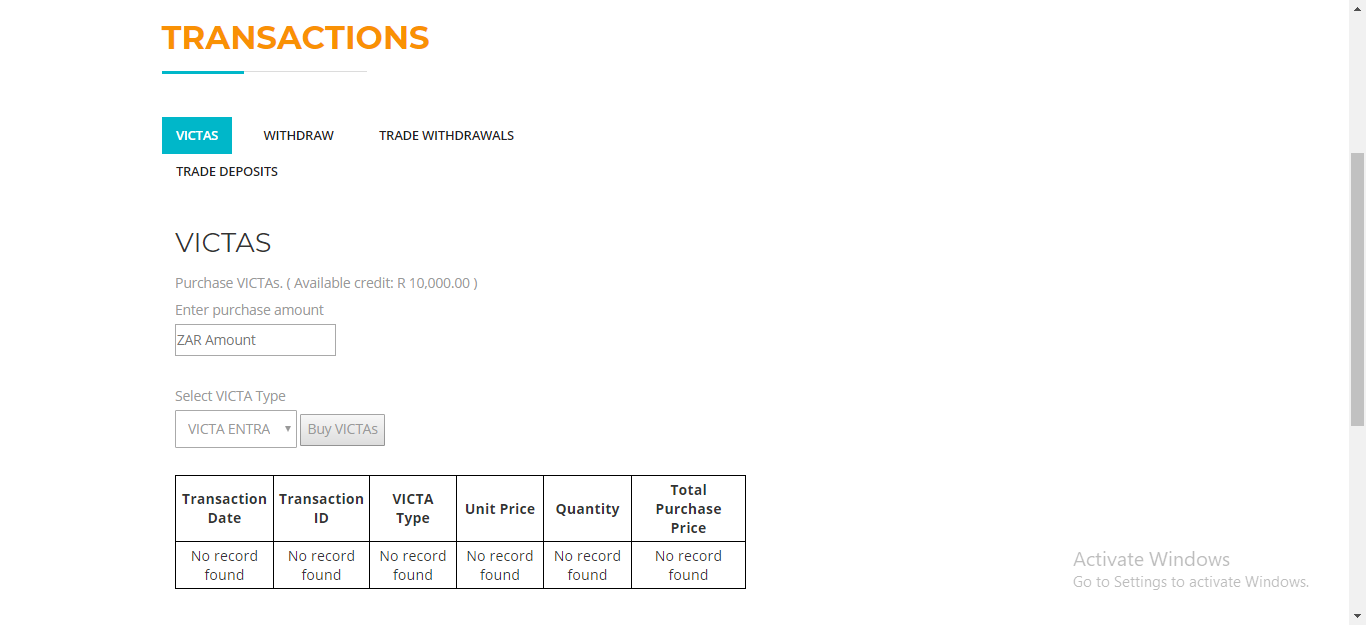 TRANSACTIONS
VICTAS WITHDRAW TRADE WITHDRAWALS
TRADE DEPOSITS
VICTAS
Purchase VICTAs. ( Available credit: R 10,000.00 )
Enter purchase amount
ZAR Amount
Select VICTA Type
VICTA ENTRA Buy VICTAs
Transaction Date Transaction ID VICTA Type Unit Price Quantity Total Purchase Price
No record found No record found No record found No record found No record found No record found
Activate Windows
Go to Settings to activate Windows.